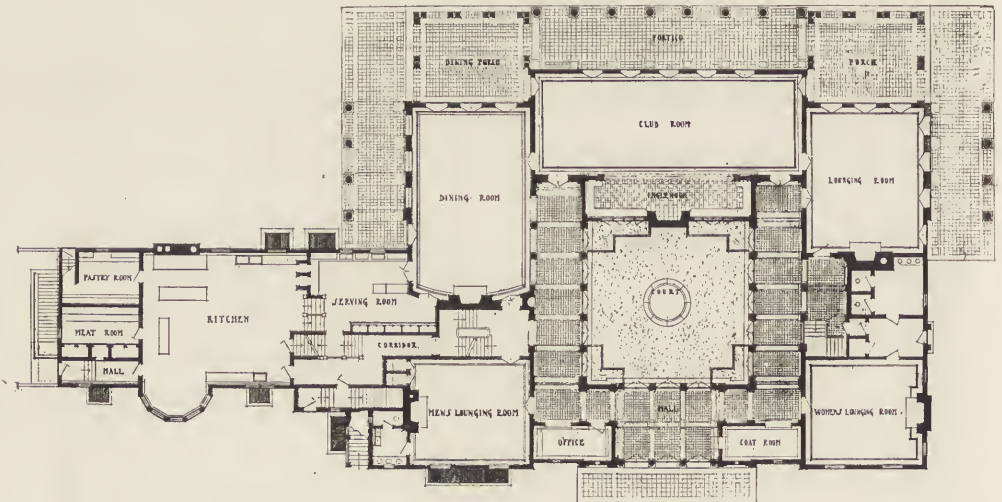 PORTICO
DINING PORCH
PORCH
CLUB ROOM
DINING ROOM
LOUNGING ROOM
INGLENOOK
PASTRY ROOM
SERVING ROOM
COURT
KITCHEN
MEAT ROOM
CORRIDOR
HALL
MEN'S LOUNGING ROOM
HALL
WOMEN'S LOUNGING ROOM
OFFICE
COAT ROOM